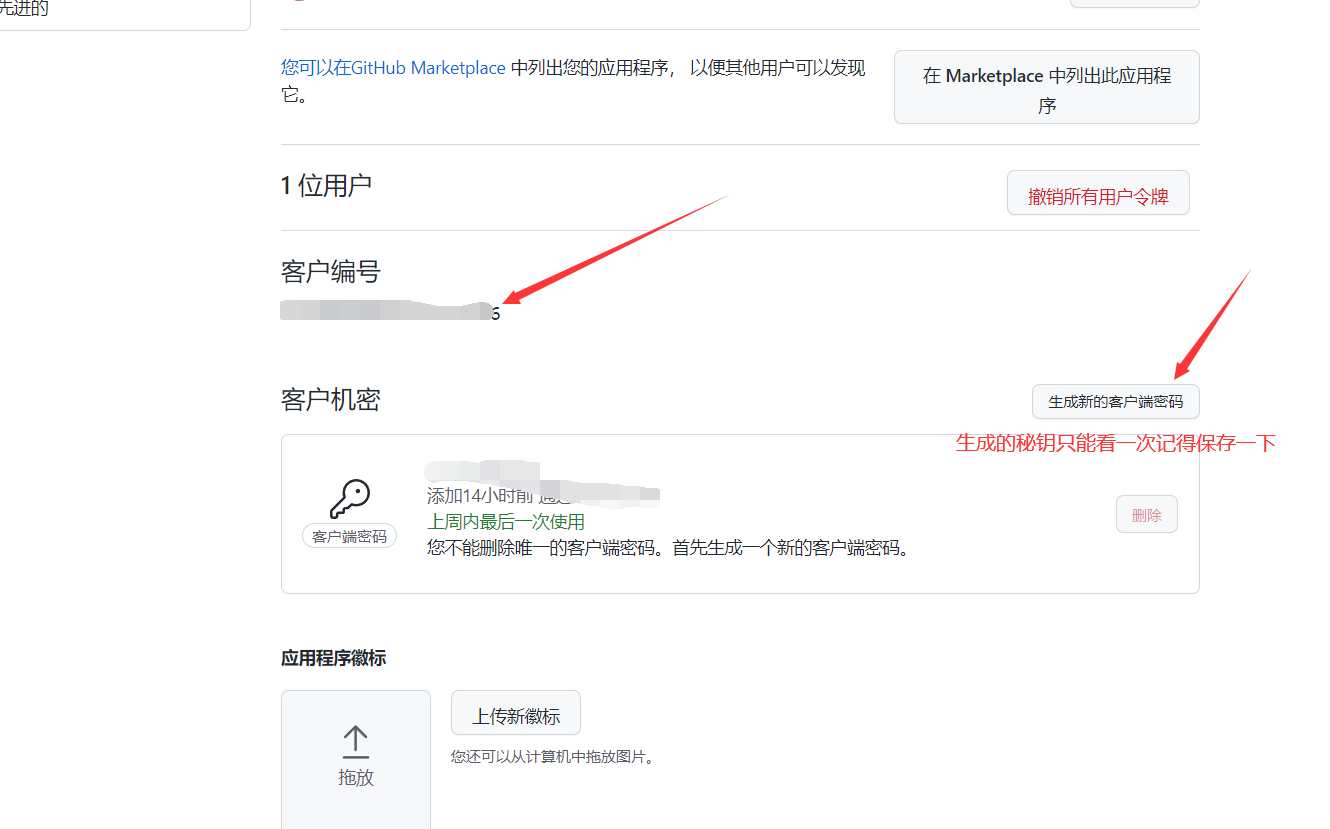 先进的
您可以在GitHub Marketplace 中列出您的应用程序， 以便其他用户可以发现
它。
在 Marketplace 中列出此应用程
序
1 位用户
撤销所有用户令牌
客户编号
6
客户机密
生成新的客户端密码
生成的秘钥只能看一次记得保存一下
添加14小时前
上周内最后一次使用
客户端密码
您不能删除唯一的客户端密码。首先生成一个新的客户端密码。
删除
应用程序徽标
上传新徽标
您还可以从计算机中拖放图片。
拖放